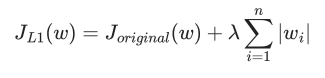 $J_{L1}(w) = J_{original}(w) + \lambda \sum_{i=1}^{n} |w_i|$